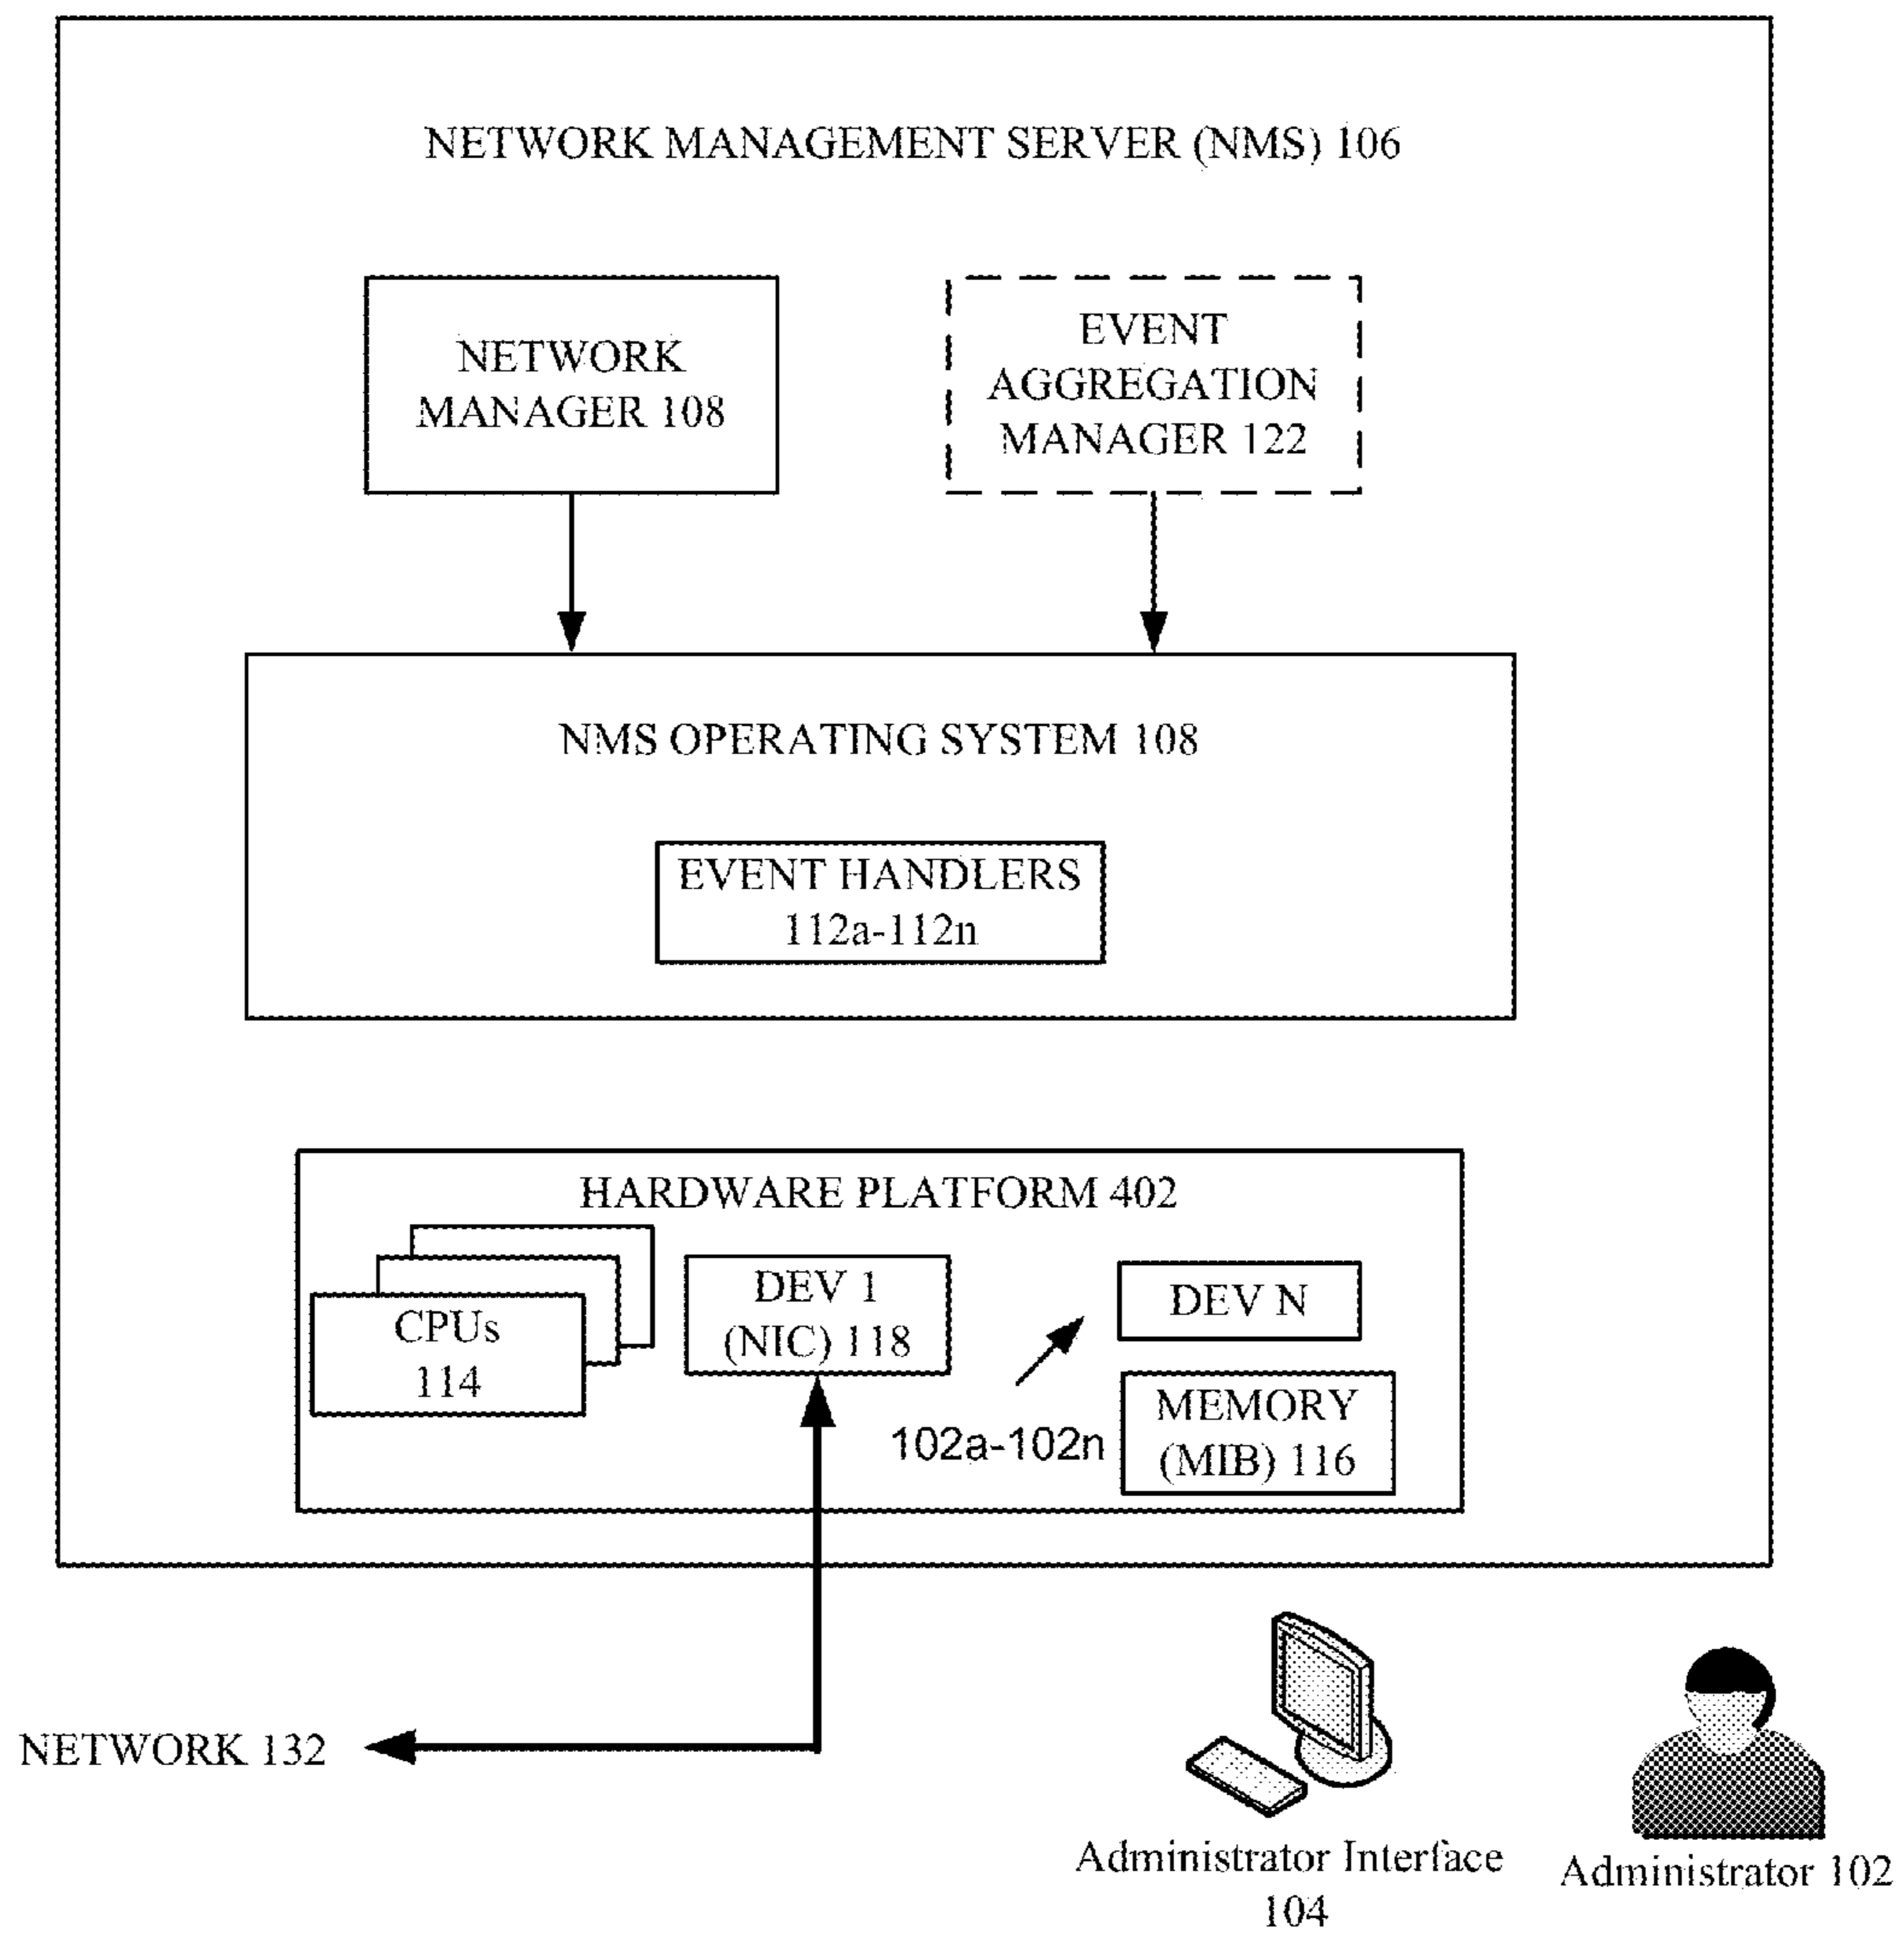 NETWORK MANAGEMENT SERVER (NMS) 106
NETWORK
MANAGER 108
EVENT
AGGREGATION
MANAGER 122
NMS OPERATING SYSTEM 108
EVENT HANDLERS
112a-112n
HARDWARE PLATFORM 402
CPUs
114
DEV 1
(NIC) 118
102a-102n
DEV N
MEMORY
(MIB) 116
NETWORK 132
Administrator Interface
104
Administrator 102